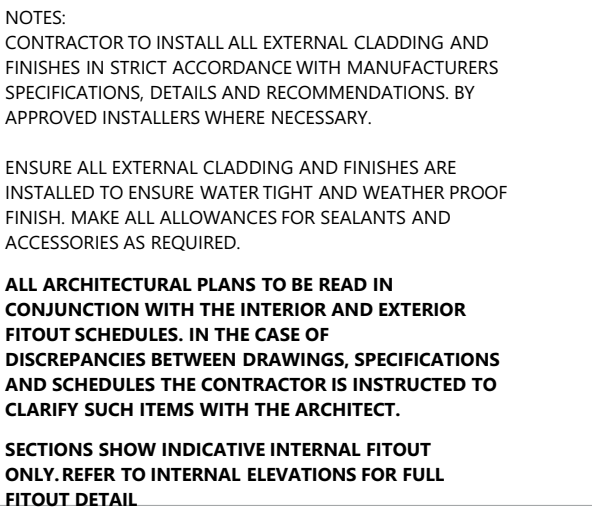 NOTES:
CONTRACTOR TO INSTALL ALL EXTERNAL CLADDING AND
FINISHES IN STRICT ACCORDANCE WITH MANUFACTURERS
SPECIFICATIONS, DETAILS AND RECOMMENDATIONS. BY
APPROVED INSTALLERS WHERE NECESSARY.
ENSURE ALL EXTERNAL CLADDING AND FINISHES ARE
INSTALLED TO ENSURE WATER TIGHT AND WEATHER PROOF
FINISH. MAKE ALL ALLOWANCES FOR SEALANTS AND
ACCESSORIES AS REQUIRED.
ALL ARCHITECTURAL PLANS TO BE READ IN
CONJUNCTION WITH THE INTERIOR AND EXTERIOR
FITOUT SCHEDULES. IN THE CASE OF
DISCREPANCIES BETWEEN DRAWINGS, SPECIFICATIONS
AND SCHEDULES THE CONTRACTOR IS INSTRUCTED TO
CLARIFY SUCH ITEMS WITH THE ARCHITECT.
SECTIONS SHOW INDICATIVE INTERNAL FITOUT
ONLY. REFER TO INTERNAL ELEVATIONS FOR FULL
FITOUT DETAIL